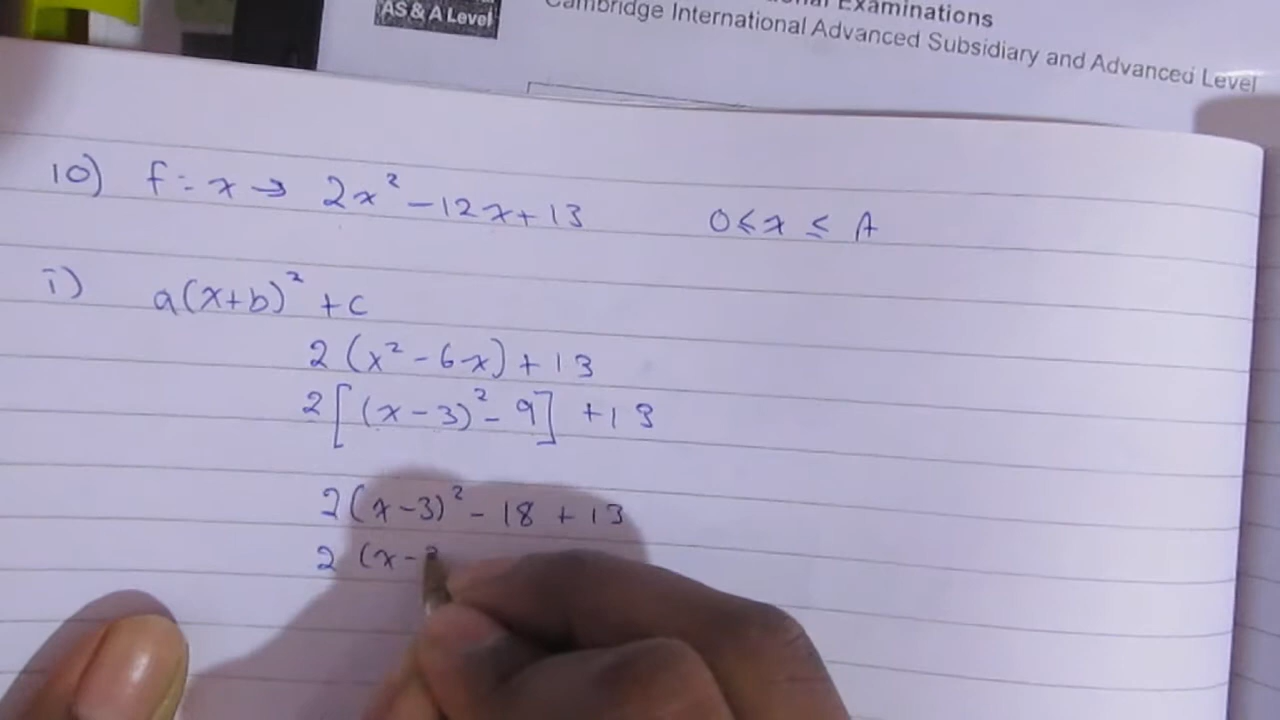 AS & A Level
Examinations
Cambridge International Advanced Subsidiary and Advanced Level
10) f : x → 2x² - 12x + 13 0 ≤ x ≤ A
i) a(x+b)² + c
2(x² - 6x) + 13
2[(x - 3)² - 9] + 13
2(x - 3)² - 18 + 13
2 (x -